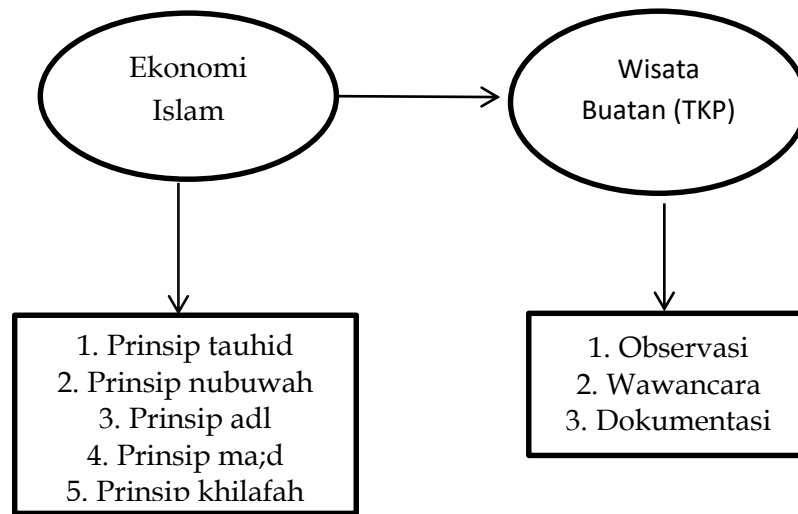 Ekonomi
Islam
Wisata
Buatan (TKP)
1. Prinsip tauhid
2. Prinsip nubuwah
3. Prinsip adl
4. Prinsip ma;d
5. Prinsip khilafah
1. Observasi
2. Wawancara
3. Dokumentasi